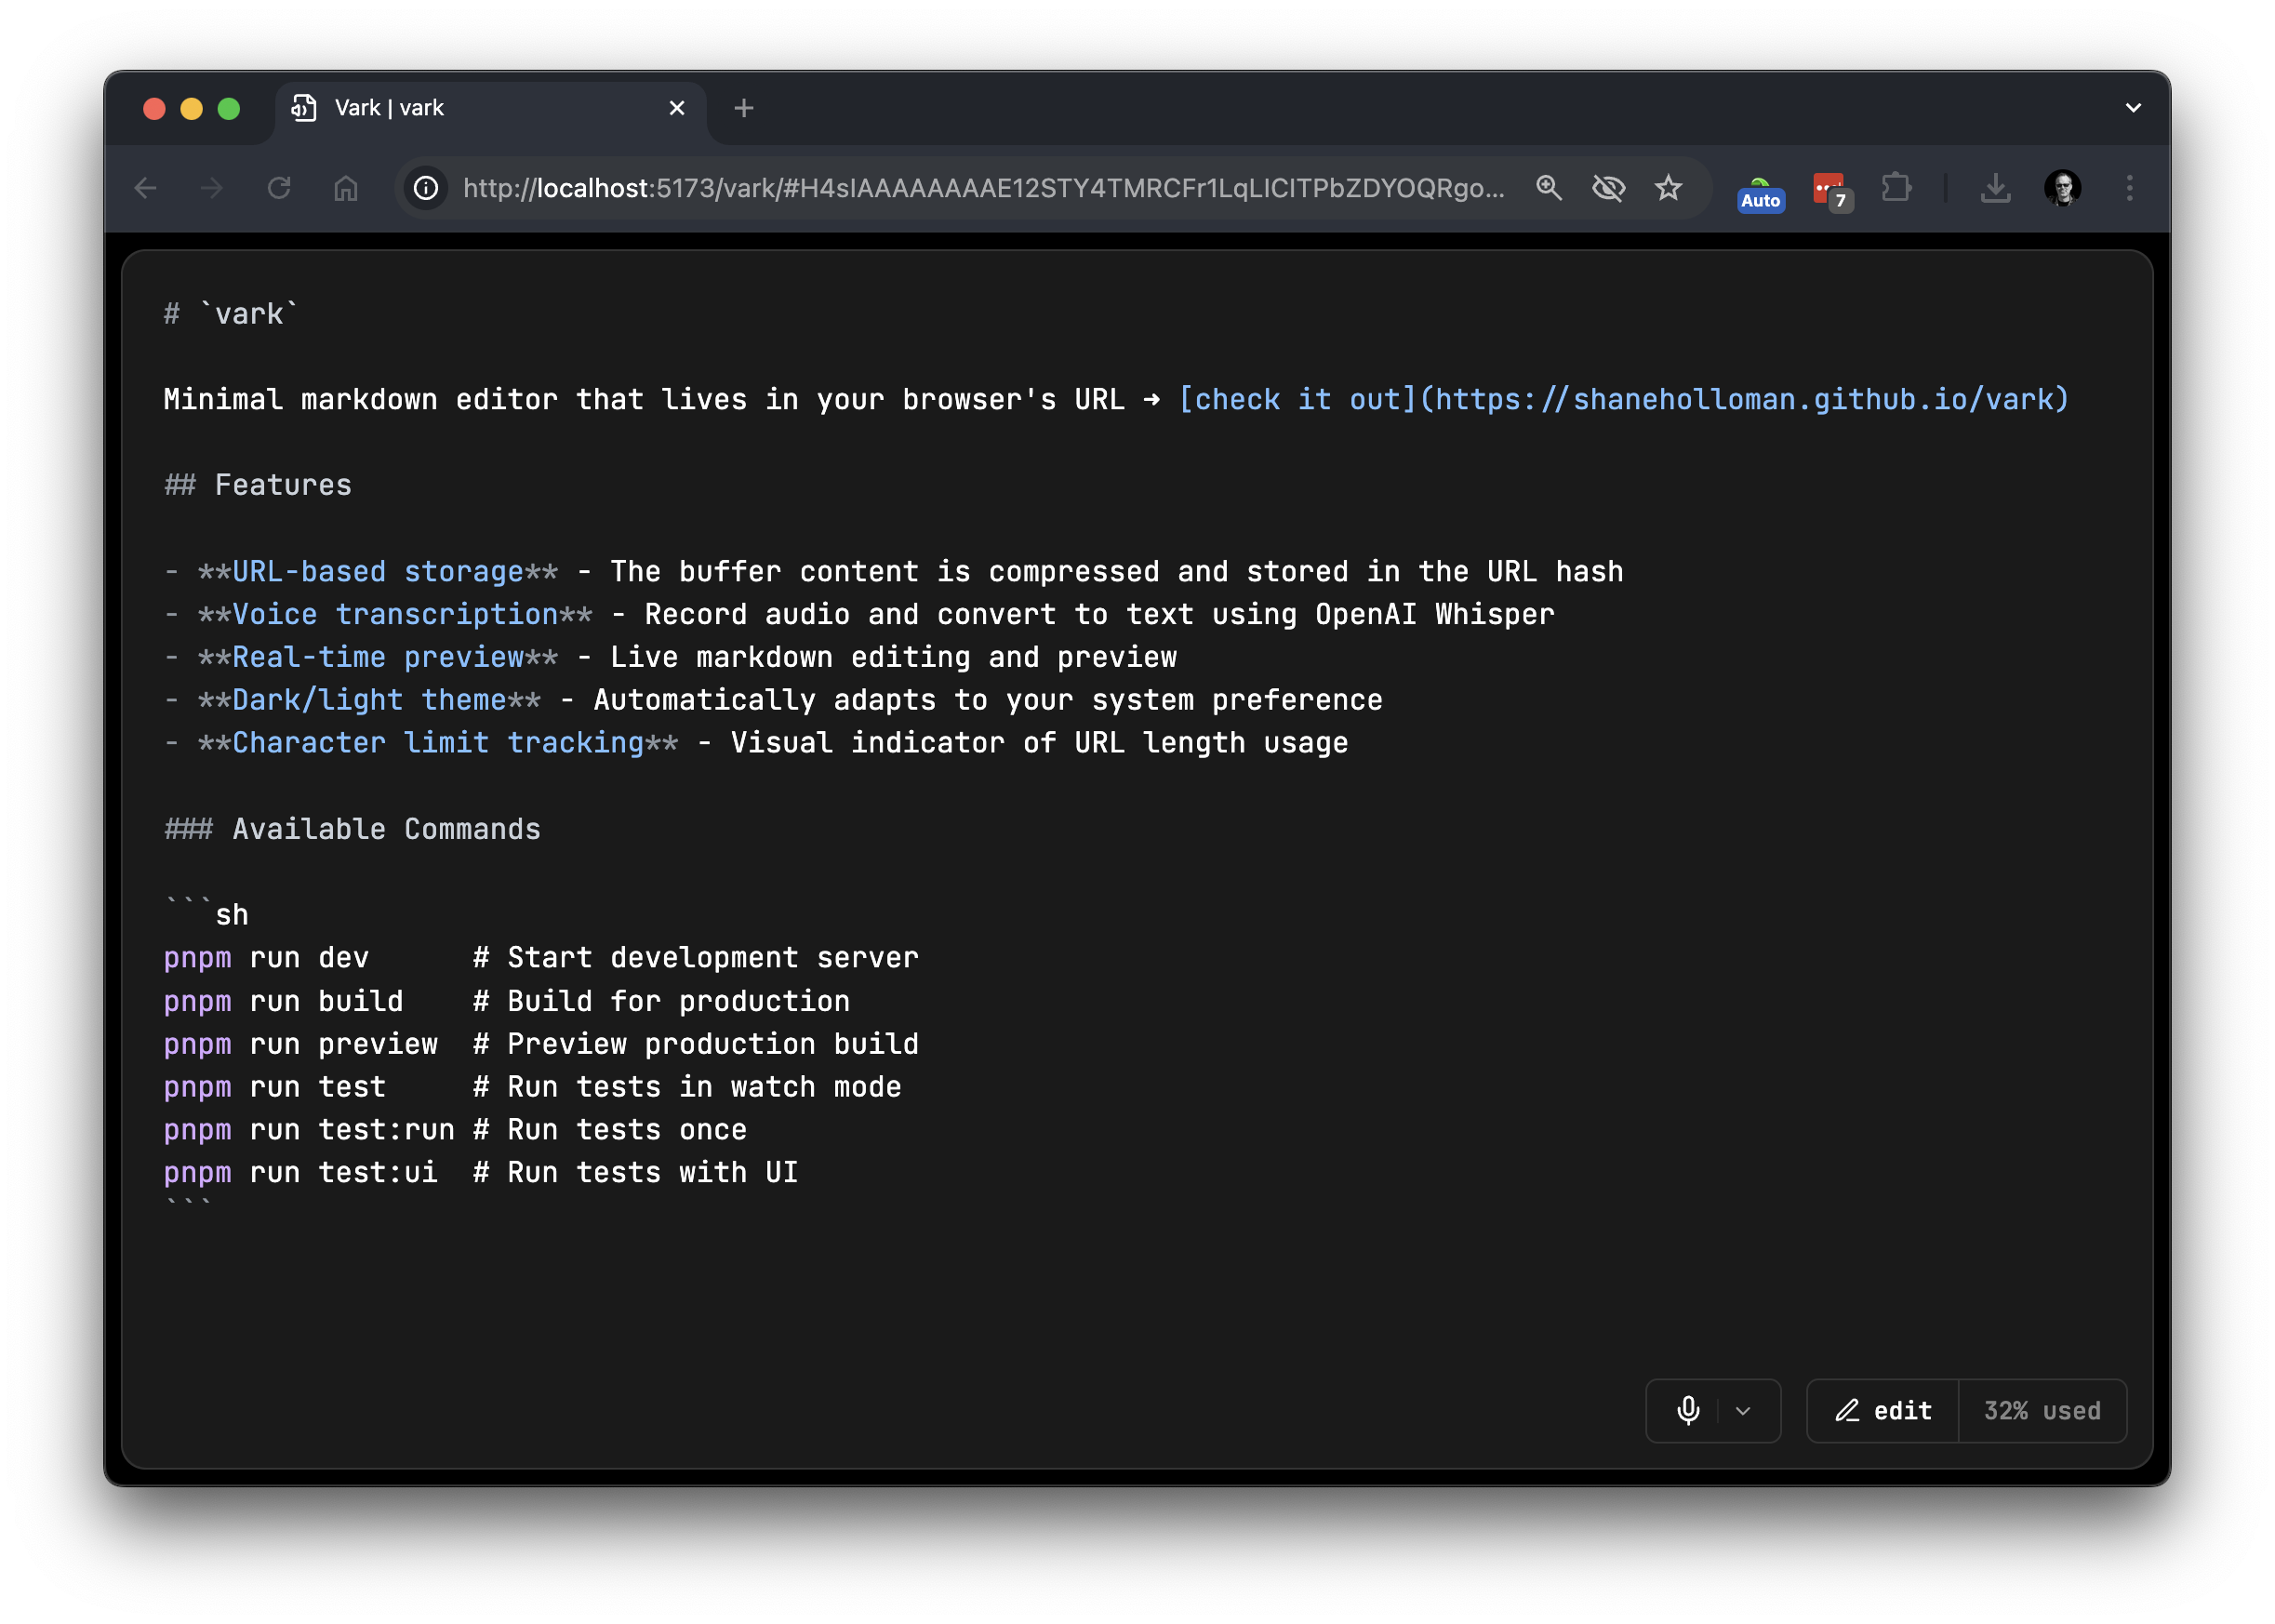 Vark | vark
http://localhost:5173/vark/#H4sIAAAAAAAAE12STY4TMRCFr1LqLICITPbZDYOQRgo...
Auto
7
# `vark`
Minimal markdown editor that lives in your browser's URL → [check it out](https://shaneholloman.github.io/vark)
## Features
- **URL-based storage** - The buffer content is compressed and stored in the URL hash
- **Voice transcription** - Record audio and convert to text using OpenAI Whisper
- **Real-time preview** - Live markdown editing and preview
- **Dark/light theme** - Automatically adapts to your system preference
- **Character limit tracking** - Visual indicator of URL length usage
### Available Commands
```sh
pnpm run dev      # Start development server
pnpm run build    # Build for production
pnpm run preview  # Preview production build
pnpm run test     # Run tests in watch mode
pnpm run test:run # Run tests once
pnpm run test:ui  # Run tests with UI
```
edit
32% used